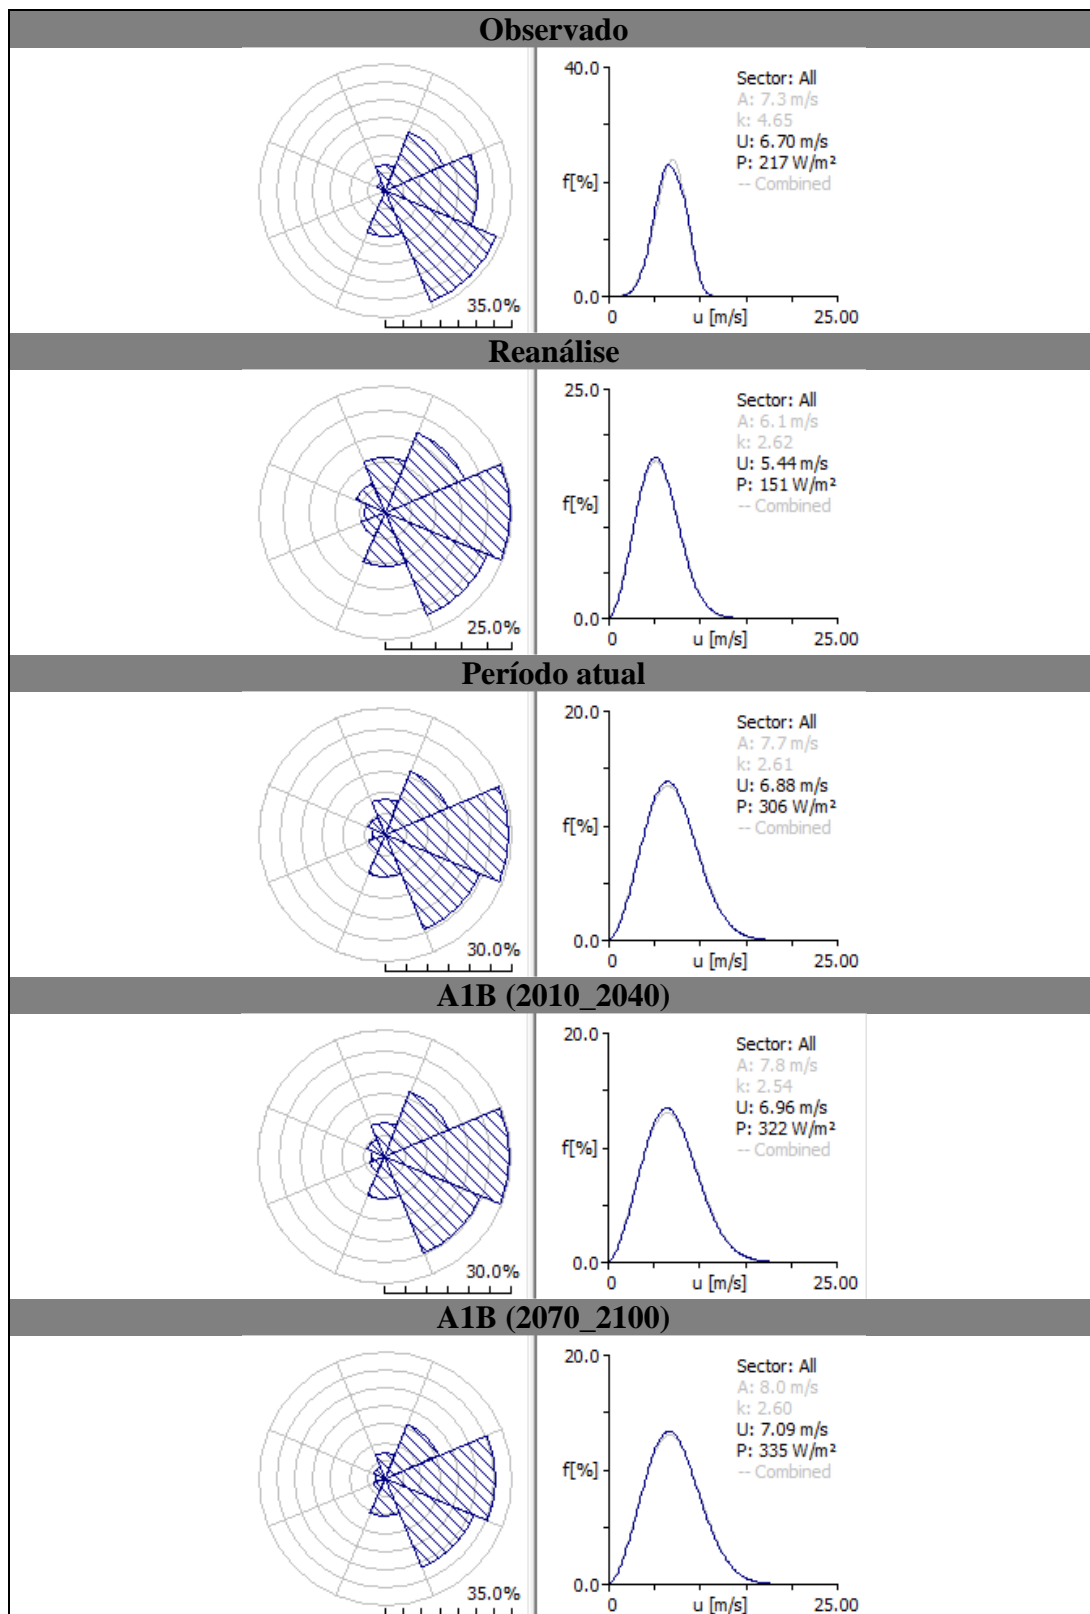 Observado
35.0%
40.0
f[%]
0.0
0
u [m/s]
25.00
Sector: All
A: 7.3 m/s
k: 4.65
U: 6.70 m/s
P: 217 W/m²
-- Combined
Reanálise
25.0%
25.0
f[%]
0.0
0
u [m/s]
25.00
Sector: All
A: 6.1 m/s
k: 2.62
U: 5.44 m/s
P: 151 W/m²
-- Combined
Período atual
30.0%
20.0
f[%]
0.0
0
u [m/s]
25.00
Sector: All
A: 7.7 m/s
k: 2.61
U: 6.88 m/s
P: 306 W/m²
-- Combined
A1B (2010_2040)
30.0%
20.0
f[%]
0.0
0
u [m/s]
25.00
Sector: All
A: 7.8 m/s
k: 2.54
U: 6.96 m/s
P: 322 W/m²
-- Combined
A1B (2070_2100)
35.0%
20.0
f[%]
0.0
0
u [m/s]
25.00
Sector: All
A: 8.0 m/s
k: 2.60
U: 7.09 m/s
P: 335 W/m²
-- Combined